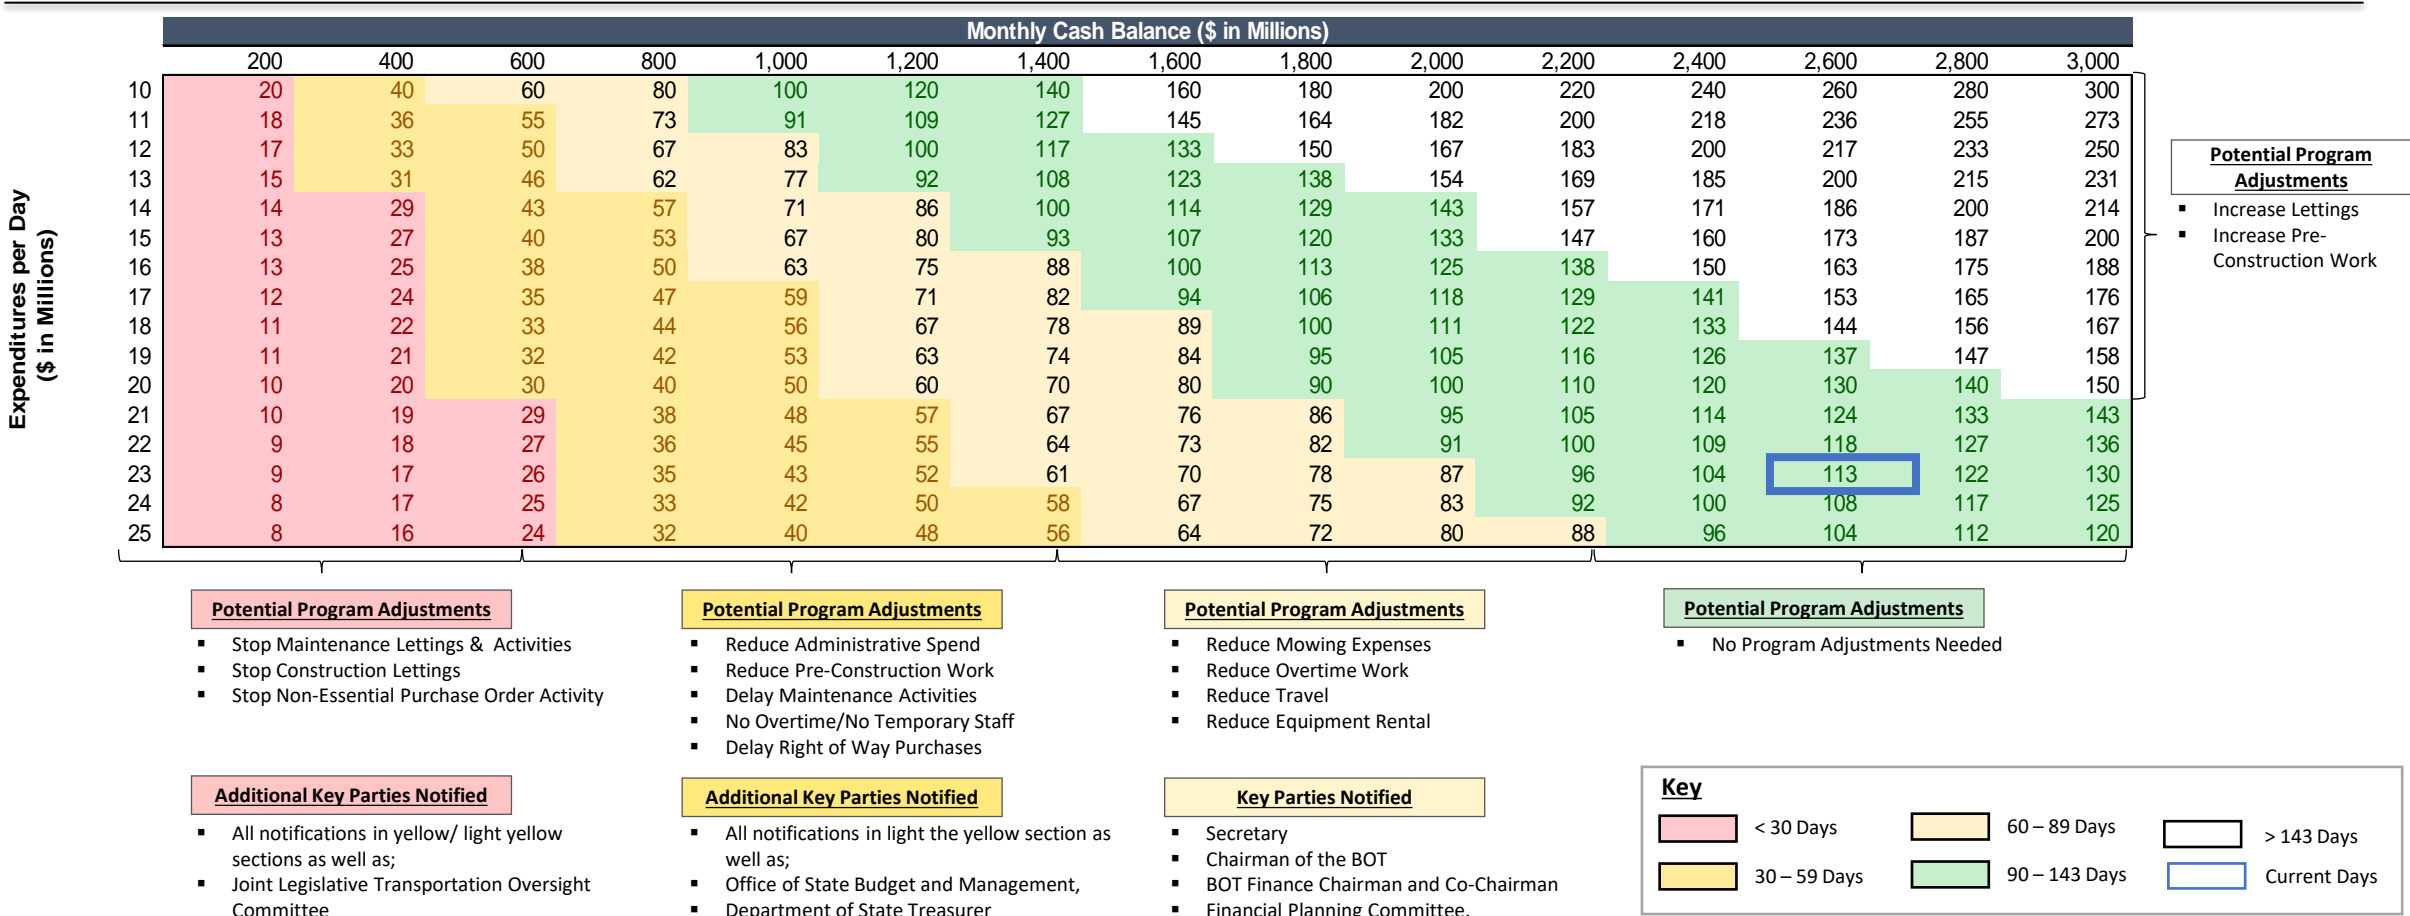 Monthly Cash Balance ($ in Millions)
200 400 600 800 1,000 1,200 1,400 1,600 1,800 2,000 2,200 2,400 2,600 2,800 3,000
Expenditures per Day
($ in Millions)
10 20 40 60 80 100 120 140 160 180 200 220 240 260 280 300
11 18 36 55 73 91 109 127 145 164 182 200 218 236 255 273
12 17 33 50 67 83 100 117 133 150 167 183 200 217 233 250
13 15 31 46 62 77 92 108 123 138 154 169 185 200 215 231
14 14 29 43 57 71 86 100 114 129 143 157 171 186 200 214
15 13 27 40 53 67 80 93 107 120 133 147 160 173 187 200
16 13 25 38 50 63 75 88 100 113 125 138 150 163 175 188
17 12 24 35 47 59 71 82 94 106 118 129 141 153 165 176
18 11 22 33 44 56 67 78 89 100 111 122 133 144 156 167
19 11 21 32 42 53 63 74 84 95 105 116 126 137 147 158
20 10 20 30 40 50 60 70 80 90 100 110 120 130 140 150
21 10 19 29 38 48 57 67 76 86 95 105 114 124 133 143
22 9 18 27 36 45 55 64 73 82 91 100 109 118 127 136
23 9 17 26 35 43 52 61 70 78 87 96 104 113 122 130
24 8 17 25 33 42 50 58 67 75 83 92 100 108 117 125
25 8 16 24 32 40 48 56 64 72 80 88 96 104 112 120
Potential Program
Adjustments
▪ Increase Lettings
▪ Increase Pre-
Construction Work
Potential Program Adjustments
▪ Stop Maintenance Lettings & Activities
▪ Stop Construction Lettings
▪ Stop Non-Essential Purchase Order Activity
Potential Program Adjustments
▪ Reduce Administrative Spend
▪ Reduce Pre-Construction Work
▪ Delay Maintenance Activities
▪ No Overtime/No Temporary Staff
▪ Delay Right of Way Purchases
Potential Program Adjustments
▪ Reduce Mowing Expenses
▪ Reduce Overtime Work
▪ Reduce Travel
▪ Reduce Equipment Rental
Potential Program Adjustments
▪ No Program Adjustments Needed
Additional Key Parties Notified
▪ All notifications in yellow/ light yellow
sections as well as;
▪ Joint Legislative Transportation Oversight
Committee
Additional Key Parties Notified
▪ All notifications in light the yellow section as
well as;
▪ Office of State Budget and Management,
▪ Department of State Treasurer
Key Parties Notified
▪ Secretary
▪ Chairman of the BOT
▪ BOT Finance Chairman and Co-Chairman
▪ Financial Planning Committee,
Key
< 30 Days
60 – 89 Days
> 143 Days
30 – 59 Days
90 – 143 Days
Current Days